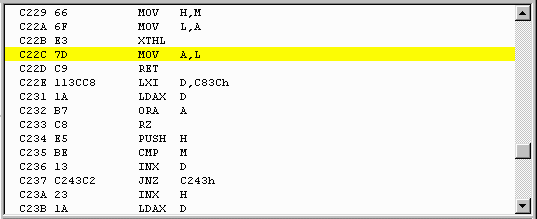 C229 66 MOV H,M
C22A 6F MOV L,A
C22B E3 XTHL
C22C 7D MOV A,L
C22D C9 RET
C22E 113CC8 LXI D,C83Ch
C231 1A LDAX D
C232 B7 ORA A
C233 C8 RZ
C234 E5 PUSH H
C235 BE CMP M
C236 13 INX D
C237 C243C2 JNZ C243h
C23A 23 INX H
C23B 1A LDAX D